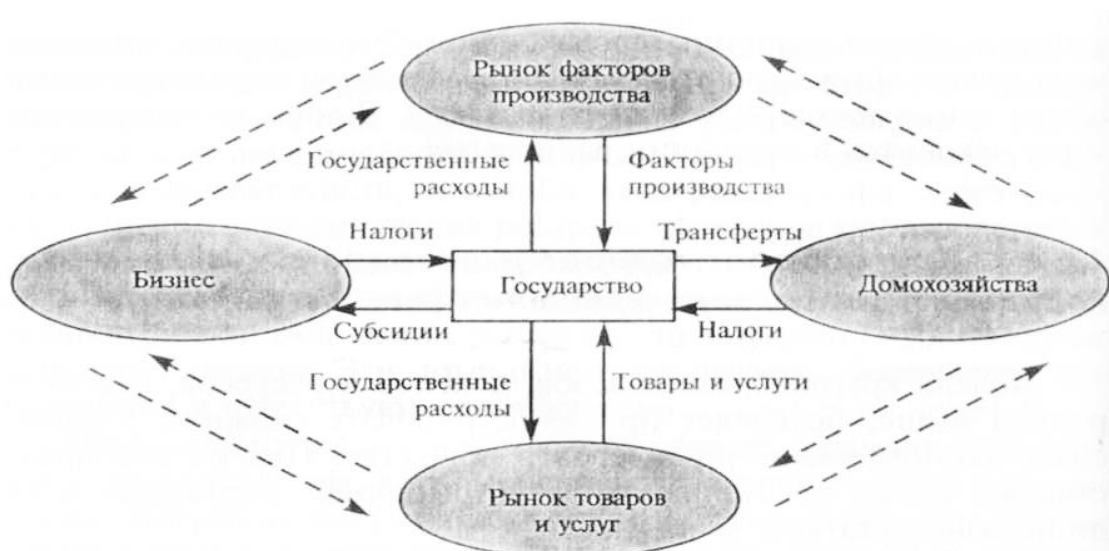 Рынок факторов
производства
Государственные
расходы
Факторы
производства
Налоги
Трансферты
Бизнес
Государство
Домохозяйства
Субсидии
Налоги
Государственные
расходы
Товары и услуги
Рынок товаров
и услуг